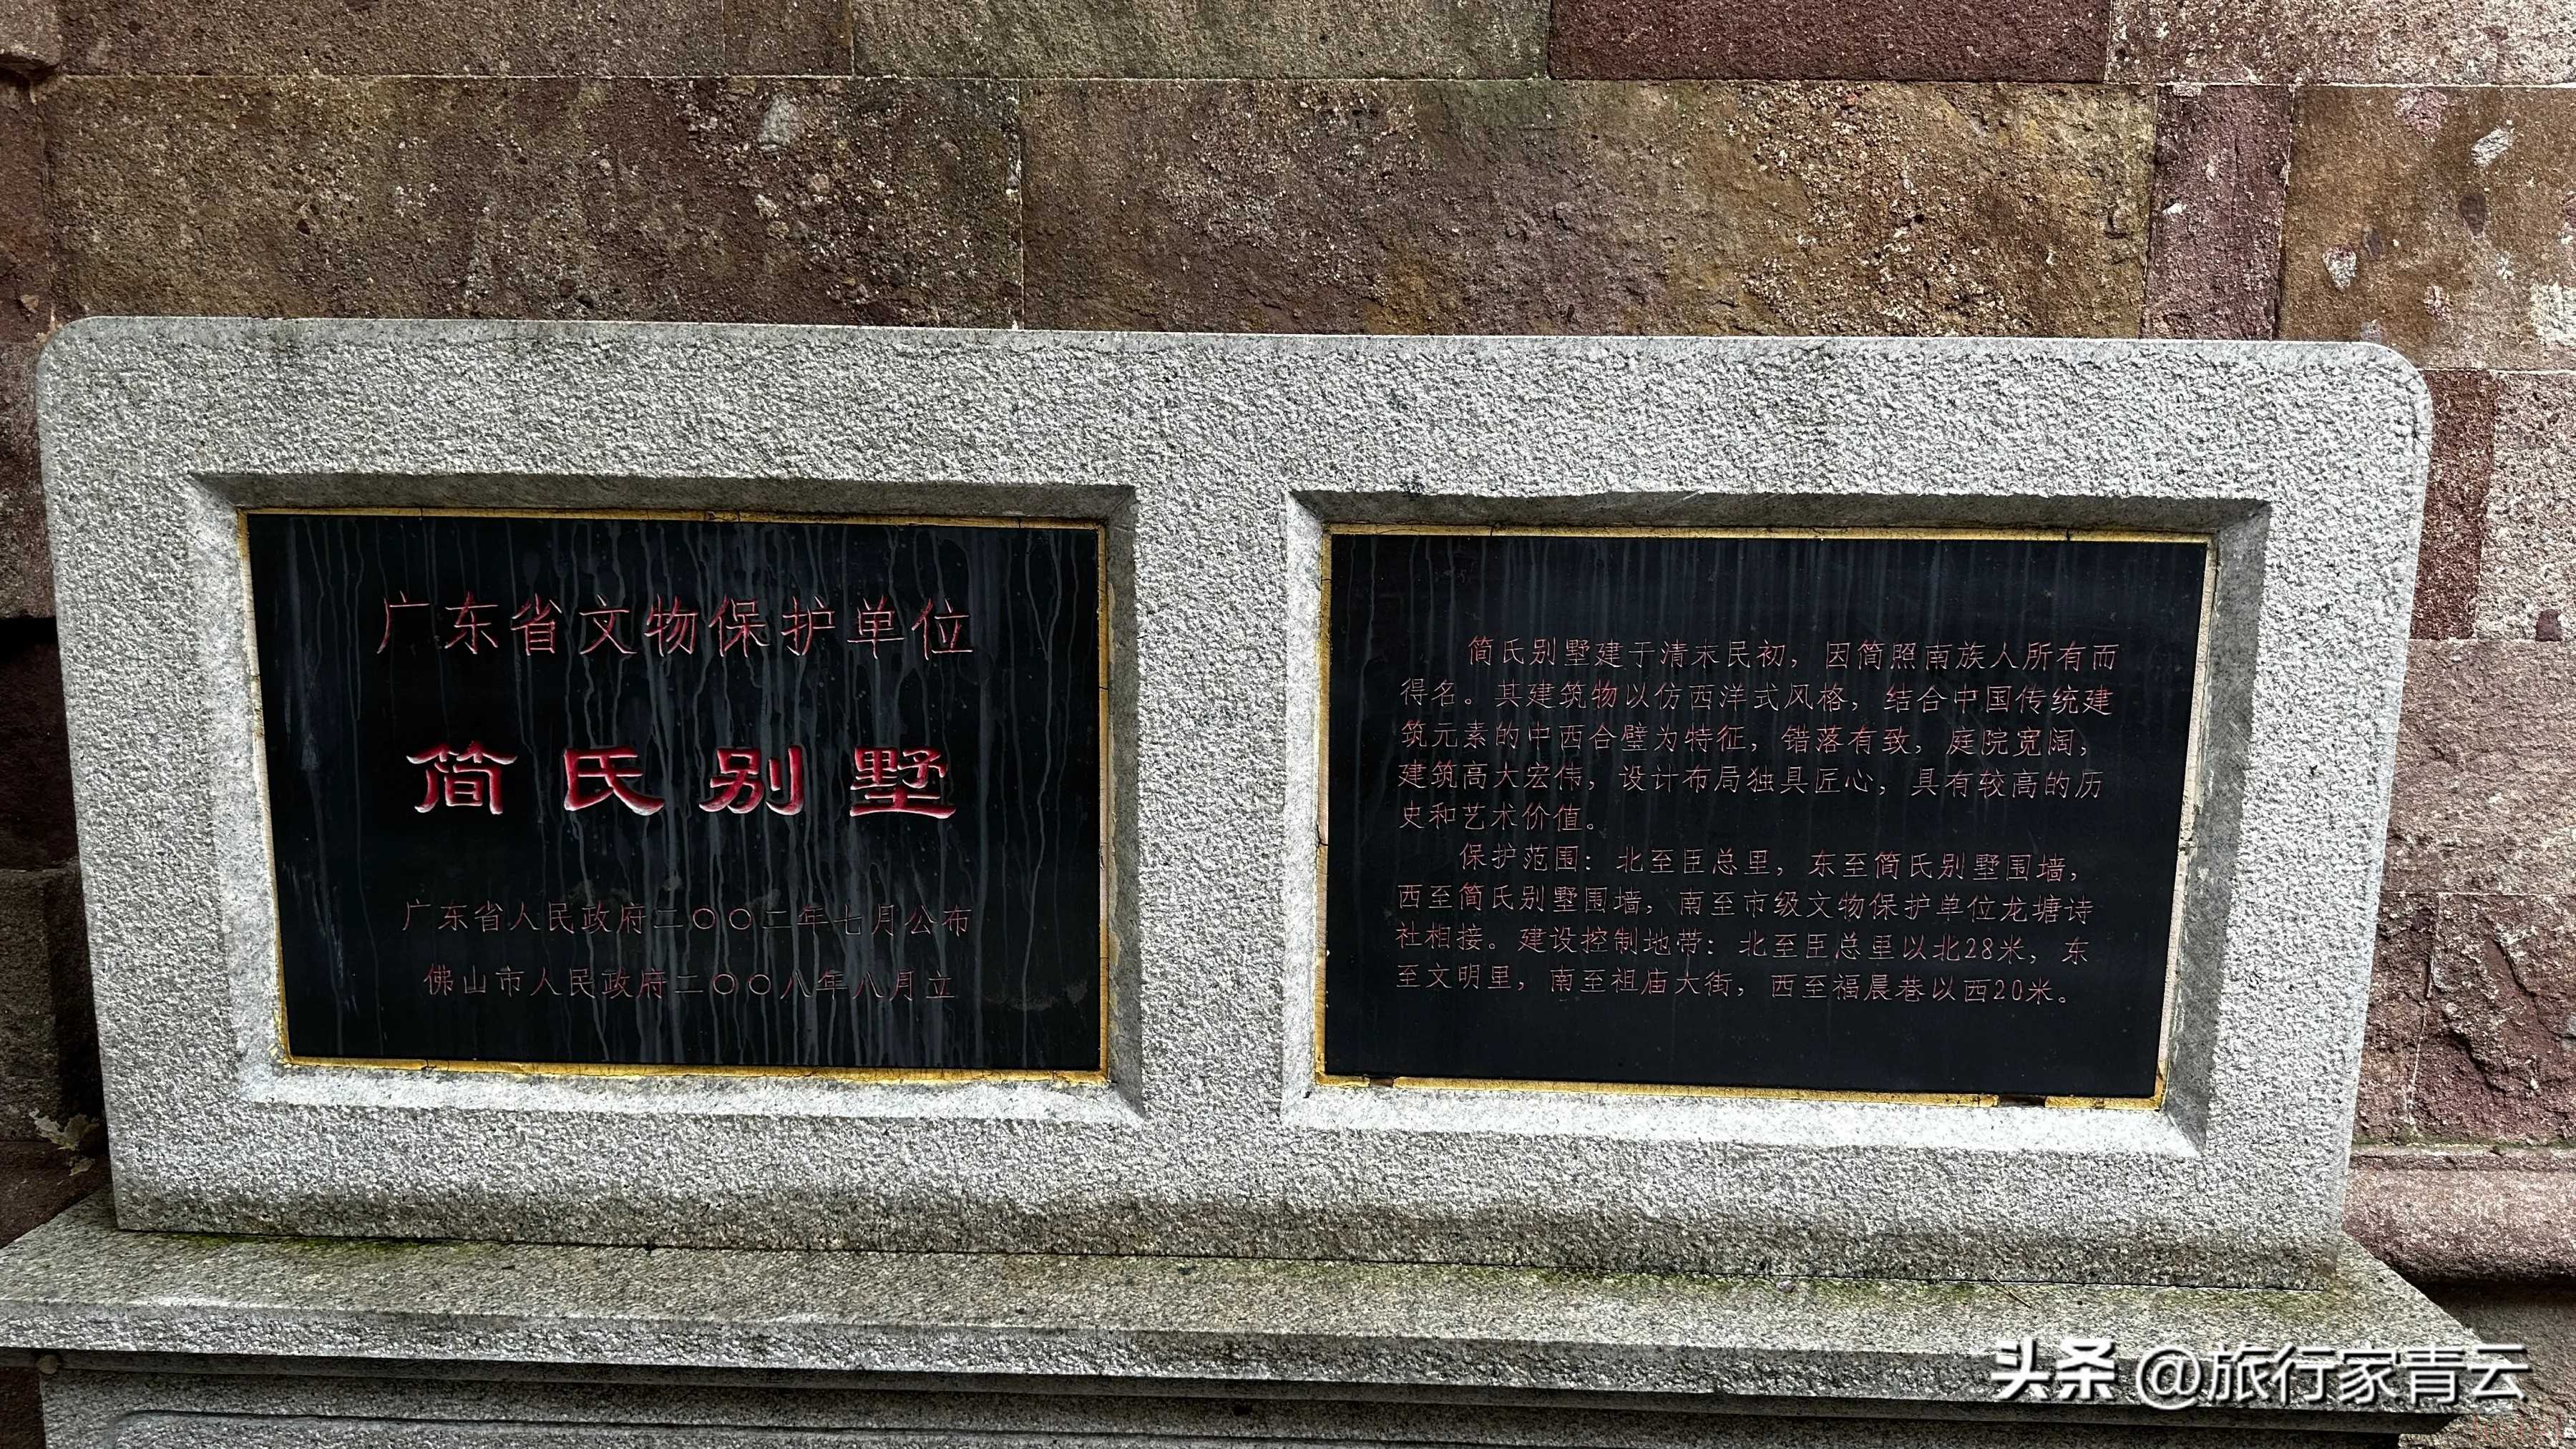 广东省文物保护单位
简氏别墅
广东省人民政府二〇〇二年七月公布
佛山市人民政府二〇〇八年八月立
简氏别墅建于清末民初，因简照南族人所有而
得名。其建筑物以仿西洋式风格，结合中国传统建
筑元素的中西合璧为特征，错落有致，庭院宽阔，
建筑高大宏伟，设计布局独具匠心，具有较高的历
史和艺术价值。
保护范围：北至臣总里，东至简氏别墅围墙，
西至简氏别墅围墙，南至市级文物保护单位龙塘诗
社相接。建设控制地带：北至臣总里以北28米，东
至文明里，南至祖庙大街，西至福晨巷以西20米。
头条 @旅行家青云